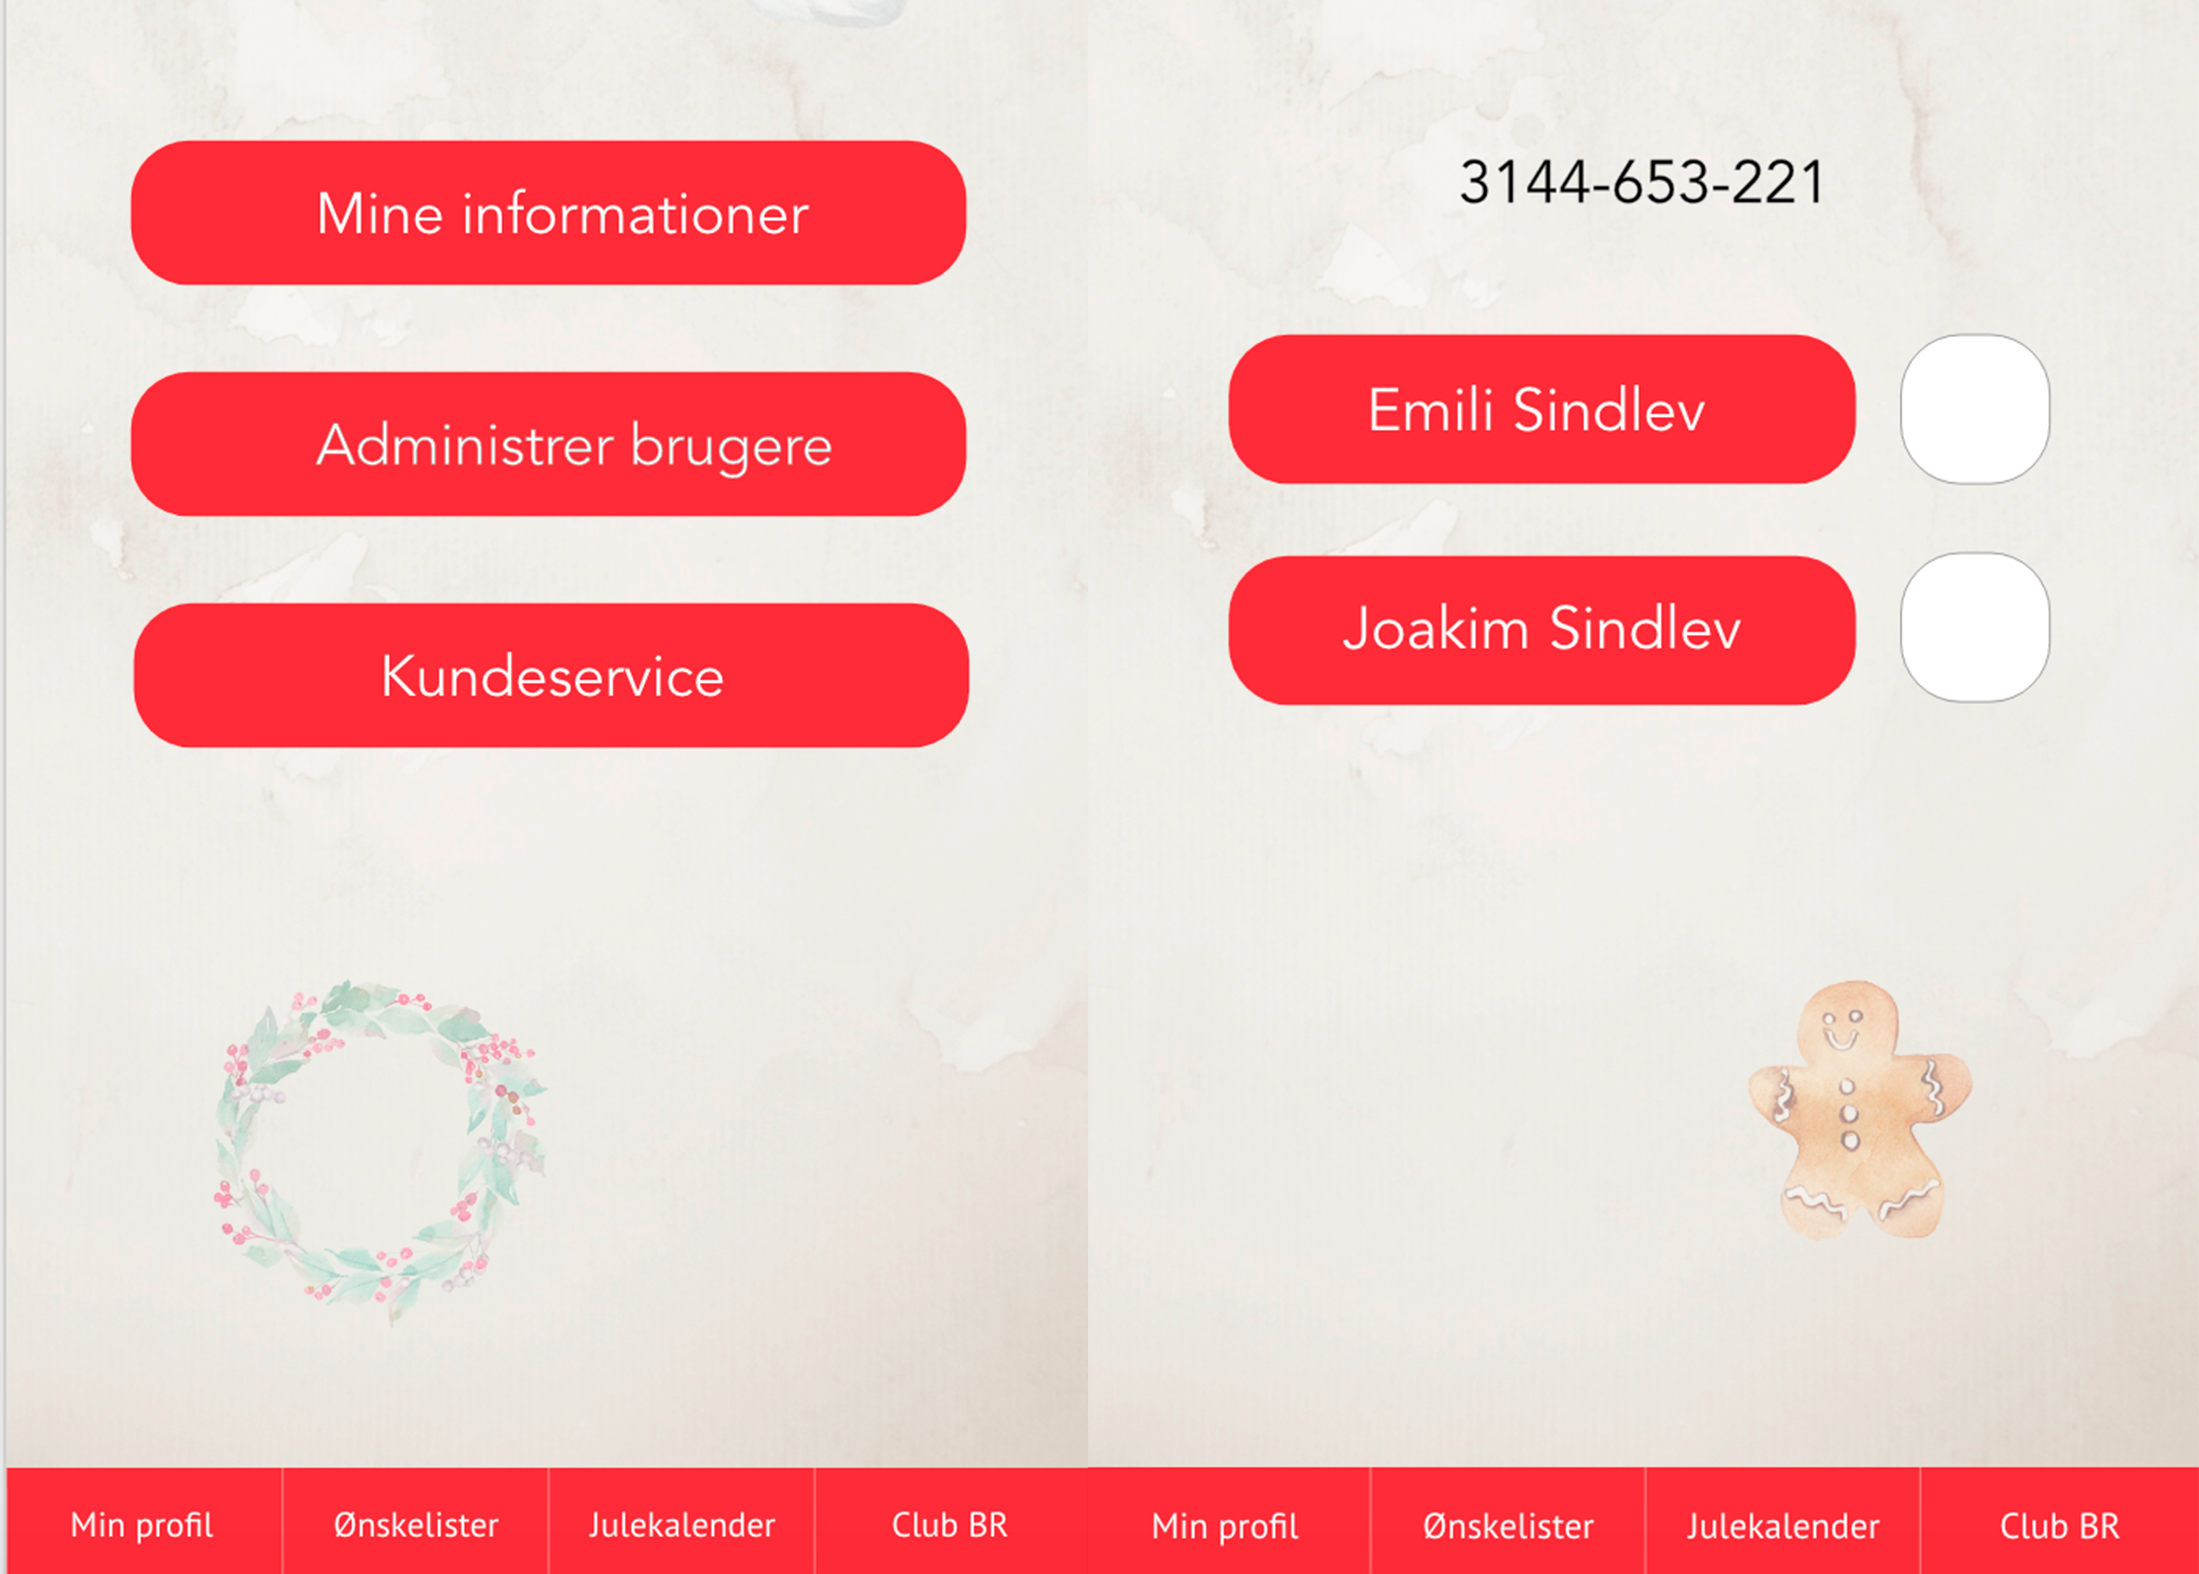 Mine informationer
Administrer brugere
Kundeservice
Min profil
Ønskelister
Julekalender
Club BR
3144-653-221
Emili Sindlev
Joakim Sindlev
Min profil
Ønskelister
Julekalender
Club BR